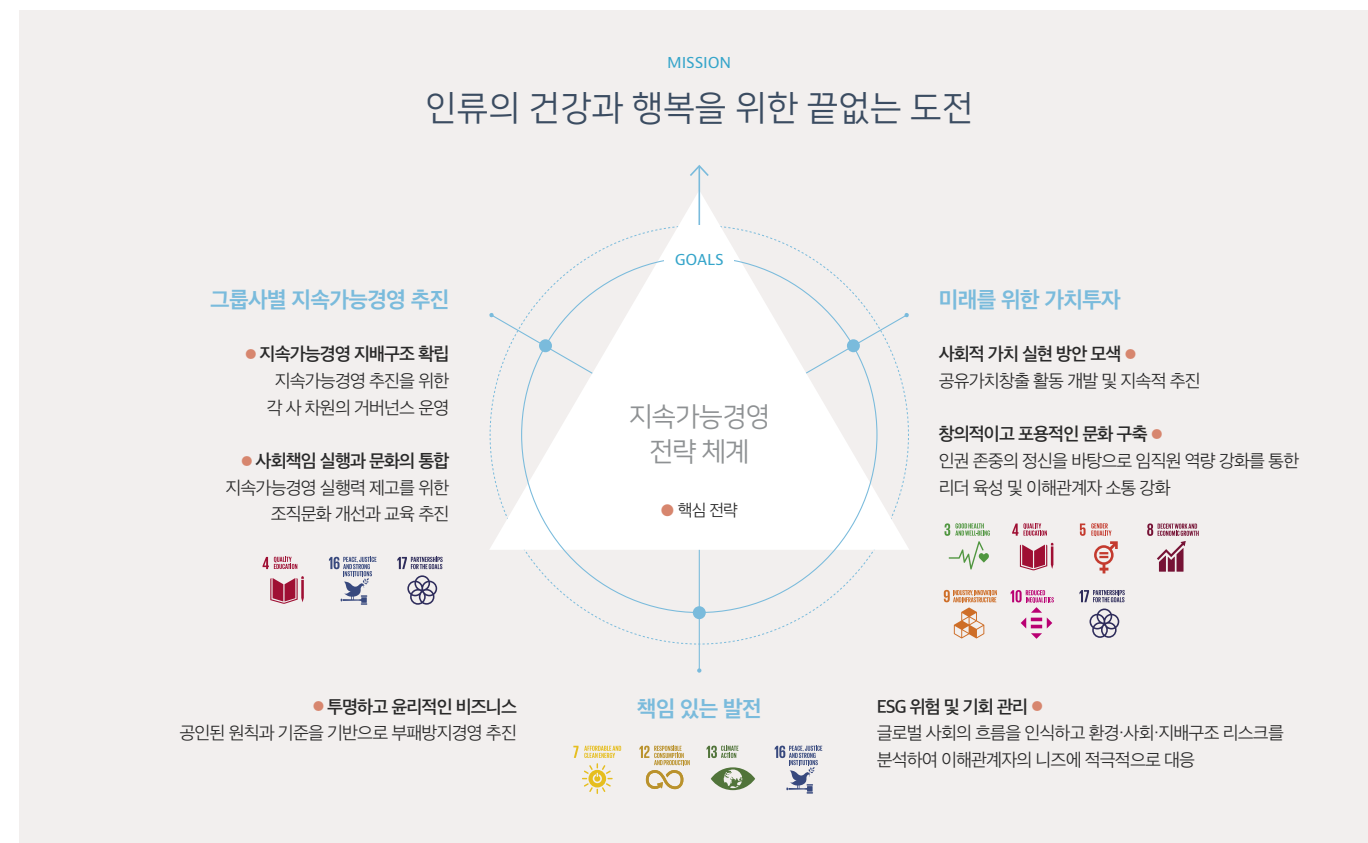 MISSION
인류의 건강과 행복을 위한 끝없는 도전
GOALS
지속가능경영
전략 체계
핵심 전략
그룹사별 지속가능경영 추진
지속가능경영 지배구조 확립
지속가능경영 추진을 위한
각 사 차원의 거버넌스 운영
사회책임 실행과 문화의 통합
지속가능경영 실행력 제고를 위한
조직문화 개선과 교육 추진
4 QUALITY
EDUCATION
16 PEACE, JUSTICE
AND STRONG
INSTITUTIONS
17 PARTNERSHIPS
FOR THE GOALS
미래를 위한 가치투자
사회적 가치 실현 방안 모색
공유가치창출 활동 개발 및 지속적 추진
창의적이고 포용적인 문화 구축
인권 존중의 정신을 바탕으로 임직원 역량 강화를 통한
리더 육성 및 이해관계자 소통 강화
3 GOOD HEALTH
AND WELL-BEING
4 QUALITY
EDUCATION
5 GENDER
EQUALITY
8 DECENT WORK AND
ECONOMIC GROWTH
9 INDUSTRY, INNOVATION
AND INFRASTRUCTURE
10 REDUCED
INEQUALITIES
17 PARTNERSHIPS
FOR THE GOALS
투명하고 윤리적인 비즈니스
공인된 원칙과 기준을 기반으로 부패방지경영 추진
책임 있는 발전
7 AFFORDABLE AND
CLEAN ENERGY
12 RESPONSIBLE
CONSUMPTION
AND PRODUCTION
13 CLIMATE
ACTION
16 PEACE, JUSTICE
AND STRONG
INSTITUTIONS
ESG 위험 및 기회 관리
글로벌 사회의 흐름을 인식하고 환경·사회·지배구조 리스크를
분석하여 이해관계자의 니즈에 적극적으로 대응